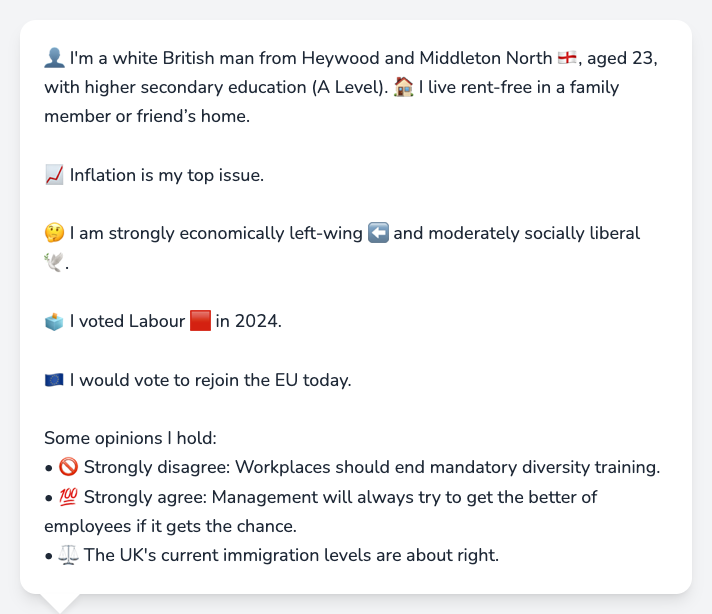 👤 I'm a white British man from Heywood and Middleton North 🏴󠁧󠁢󠁥󠁮󠁧󠁿, aged 23,
with higher secondary education (A Level). 🏠 I live rent-free in a family
member or friend’s home.
📈 Inflation is my top issue.
🤔 I am strongly economically left-wing ⬅️ and moderately socially liberal
🕊️.
🗳️ I voted Labour 🟥 in 2024.
🇪🇺 I would vote to rejoin the EU today.
Some opinions I hold:
• 🚫 Strongly disagree: Workplaces should end mandatory diversity training.
• 💯 Strongly agree: Management will always try to get the better of
employees if it gets the chance.
• ⚖️ The UK's current immigration levels are about right.